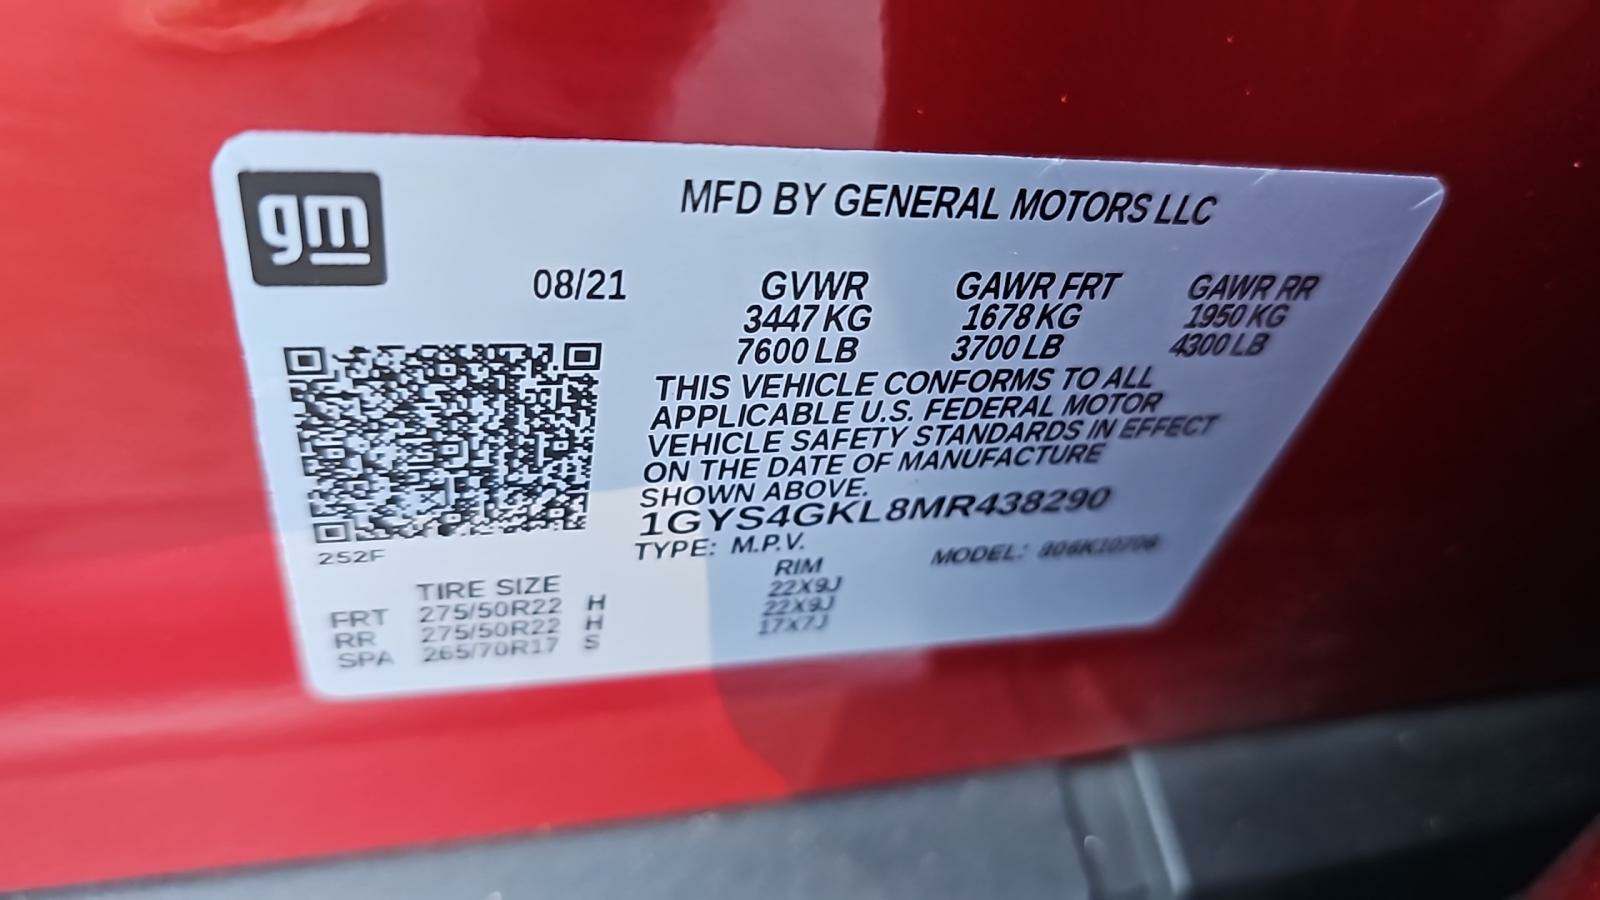 gm
MFD BY GENERAL MOTORS LLC
08/21 GVWR GAWR FRT GAWR RR
3447 KG 1678 KG 1950 KG
7600 LB 3700 LB 4300 LB
THIS VEHICLE CONFORMS TO ALL
APPLICABLE U.S. FEDERAL MOTOR
VEHICLE SAFETY STANDARDS IN EFFECT
ON THE DATE OF MANUFACTURE
SHOWN ABOVE.
1GYS4GKL8MR438290
252F TYPE: M.P.V. MODEL:
TIRE SIZE RIM
FRT 275/50R22 H 22X9J
RR 275/50R22 H 22X9J
SPA 265/70R17 S 17X7J